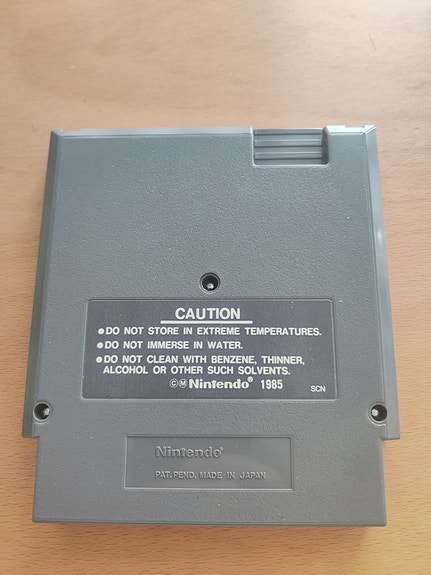 CAUTION
●DO NOT STORE IN EXTREME TEMPERATURES.
●DO NOT IMMERSE IN WATER.
●DO NOT CLEAN WITH BENZENE, THINNER,
ALCOHOL OR OTHER SUCH SOLVENTS.
©Ⓜ Nintendo® 1985 SCN
Nintendo®
PAT. PEND. MADE IN JAPAN